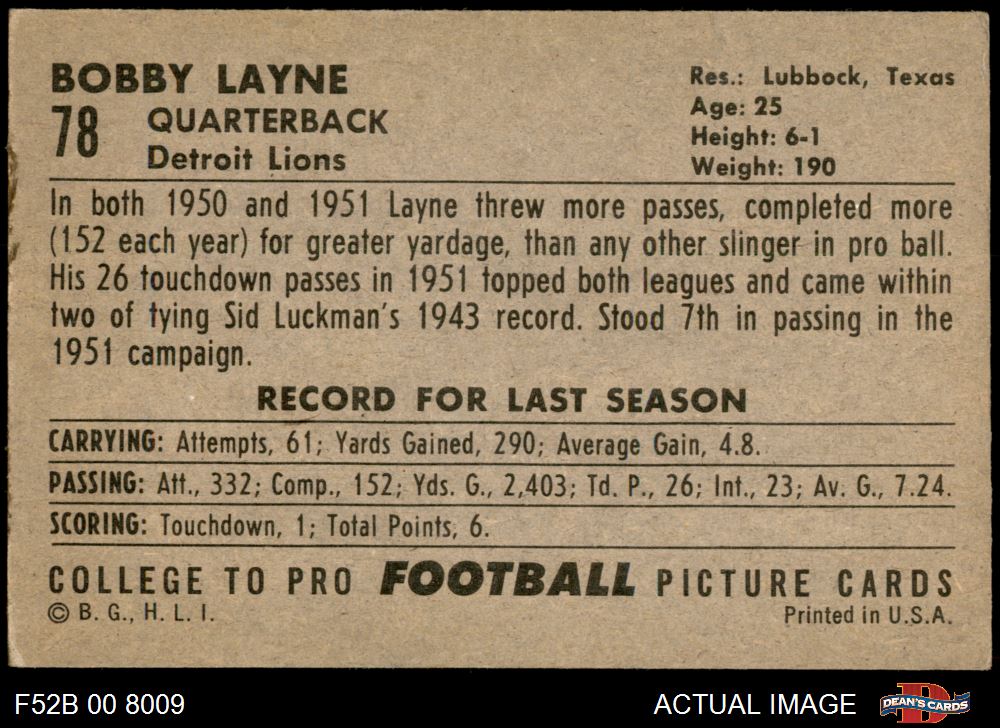 BOBBY LAYNE
78
QUARTERBACK
Detroit Lions
Res.: Lubbock, Texas
Age: 25
Height: 6-1
Weight: 190
In both 1950 and 1951 Layne threw more passes, completed more
(152 each year) for greater yardage, than any other slinger in pro ball.
His 26 touchdown passes in 1951 topped both leagues and came within
two of tying Sid Luckman's 1943 record. Stood 7th in passing in the
1951 campaign.
RECORD FOR LAST SEASON
CARRYING: Attempts, 61; Yards Gained, 290; Average Gain, 4.8.
PASSING: Att., 332; Comp., 152; Yds. G., 2,403; Td. P., 26; Int., 23; Av. G., 7.24.
SCORING: Touchdown, 1; Total Points, 6.
COLLEGE TO PRO FOOTBALL PICTURE CARDS
© B. G., H. L. I.
Printed in U.S.A.
F52B 00 8009
ACTUAL IMAGE
D
DEAN'S CARDS